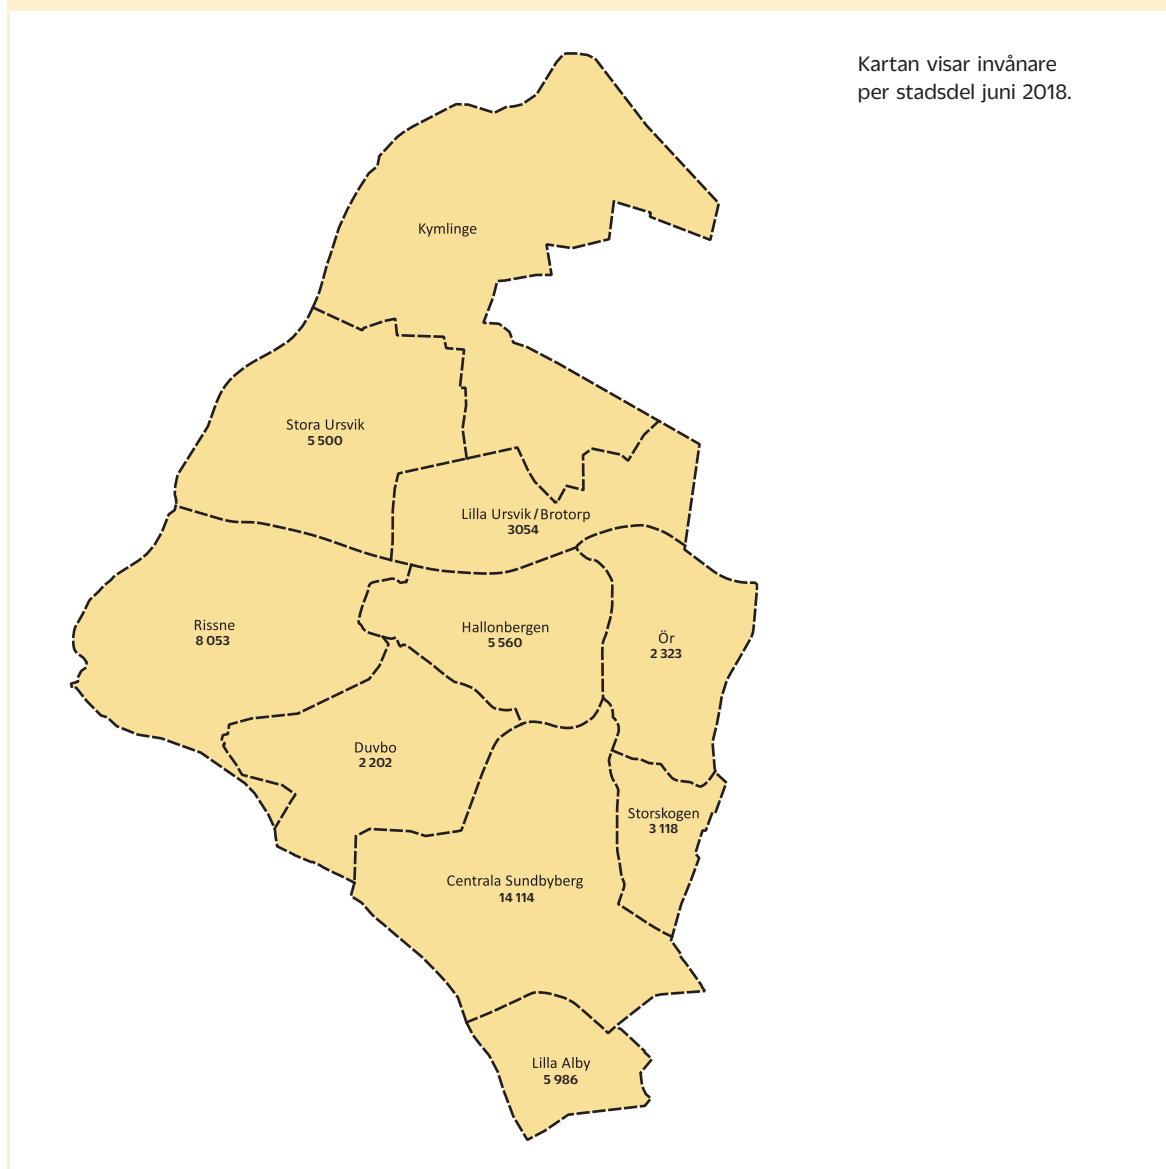 Kartan visar invånare
per stadsdel juni 2018.
Kymlinge
Stora Ursvik
5 500
Lilla Ursvik/Brotorp
3054
Rissne
8 053
Hallonbergen
5 560
Ör
2 323
Duvbo
2 202
Storskogen
3 118
Centrala Sundbyberg
14 114
Lilla Alby
5 986